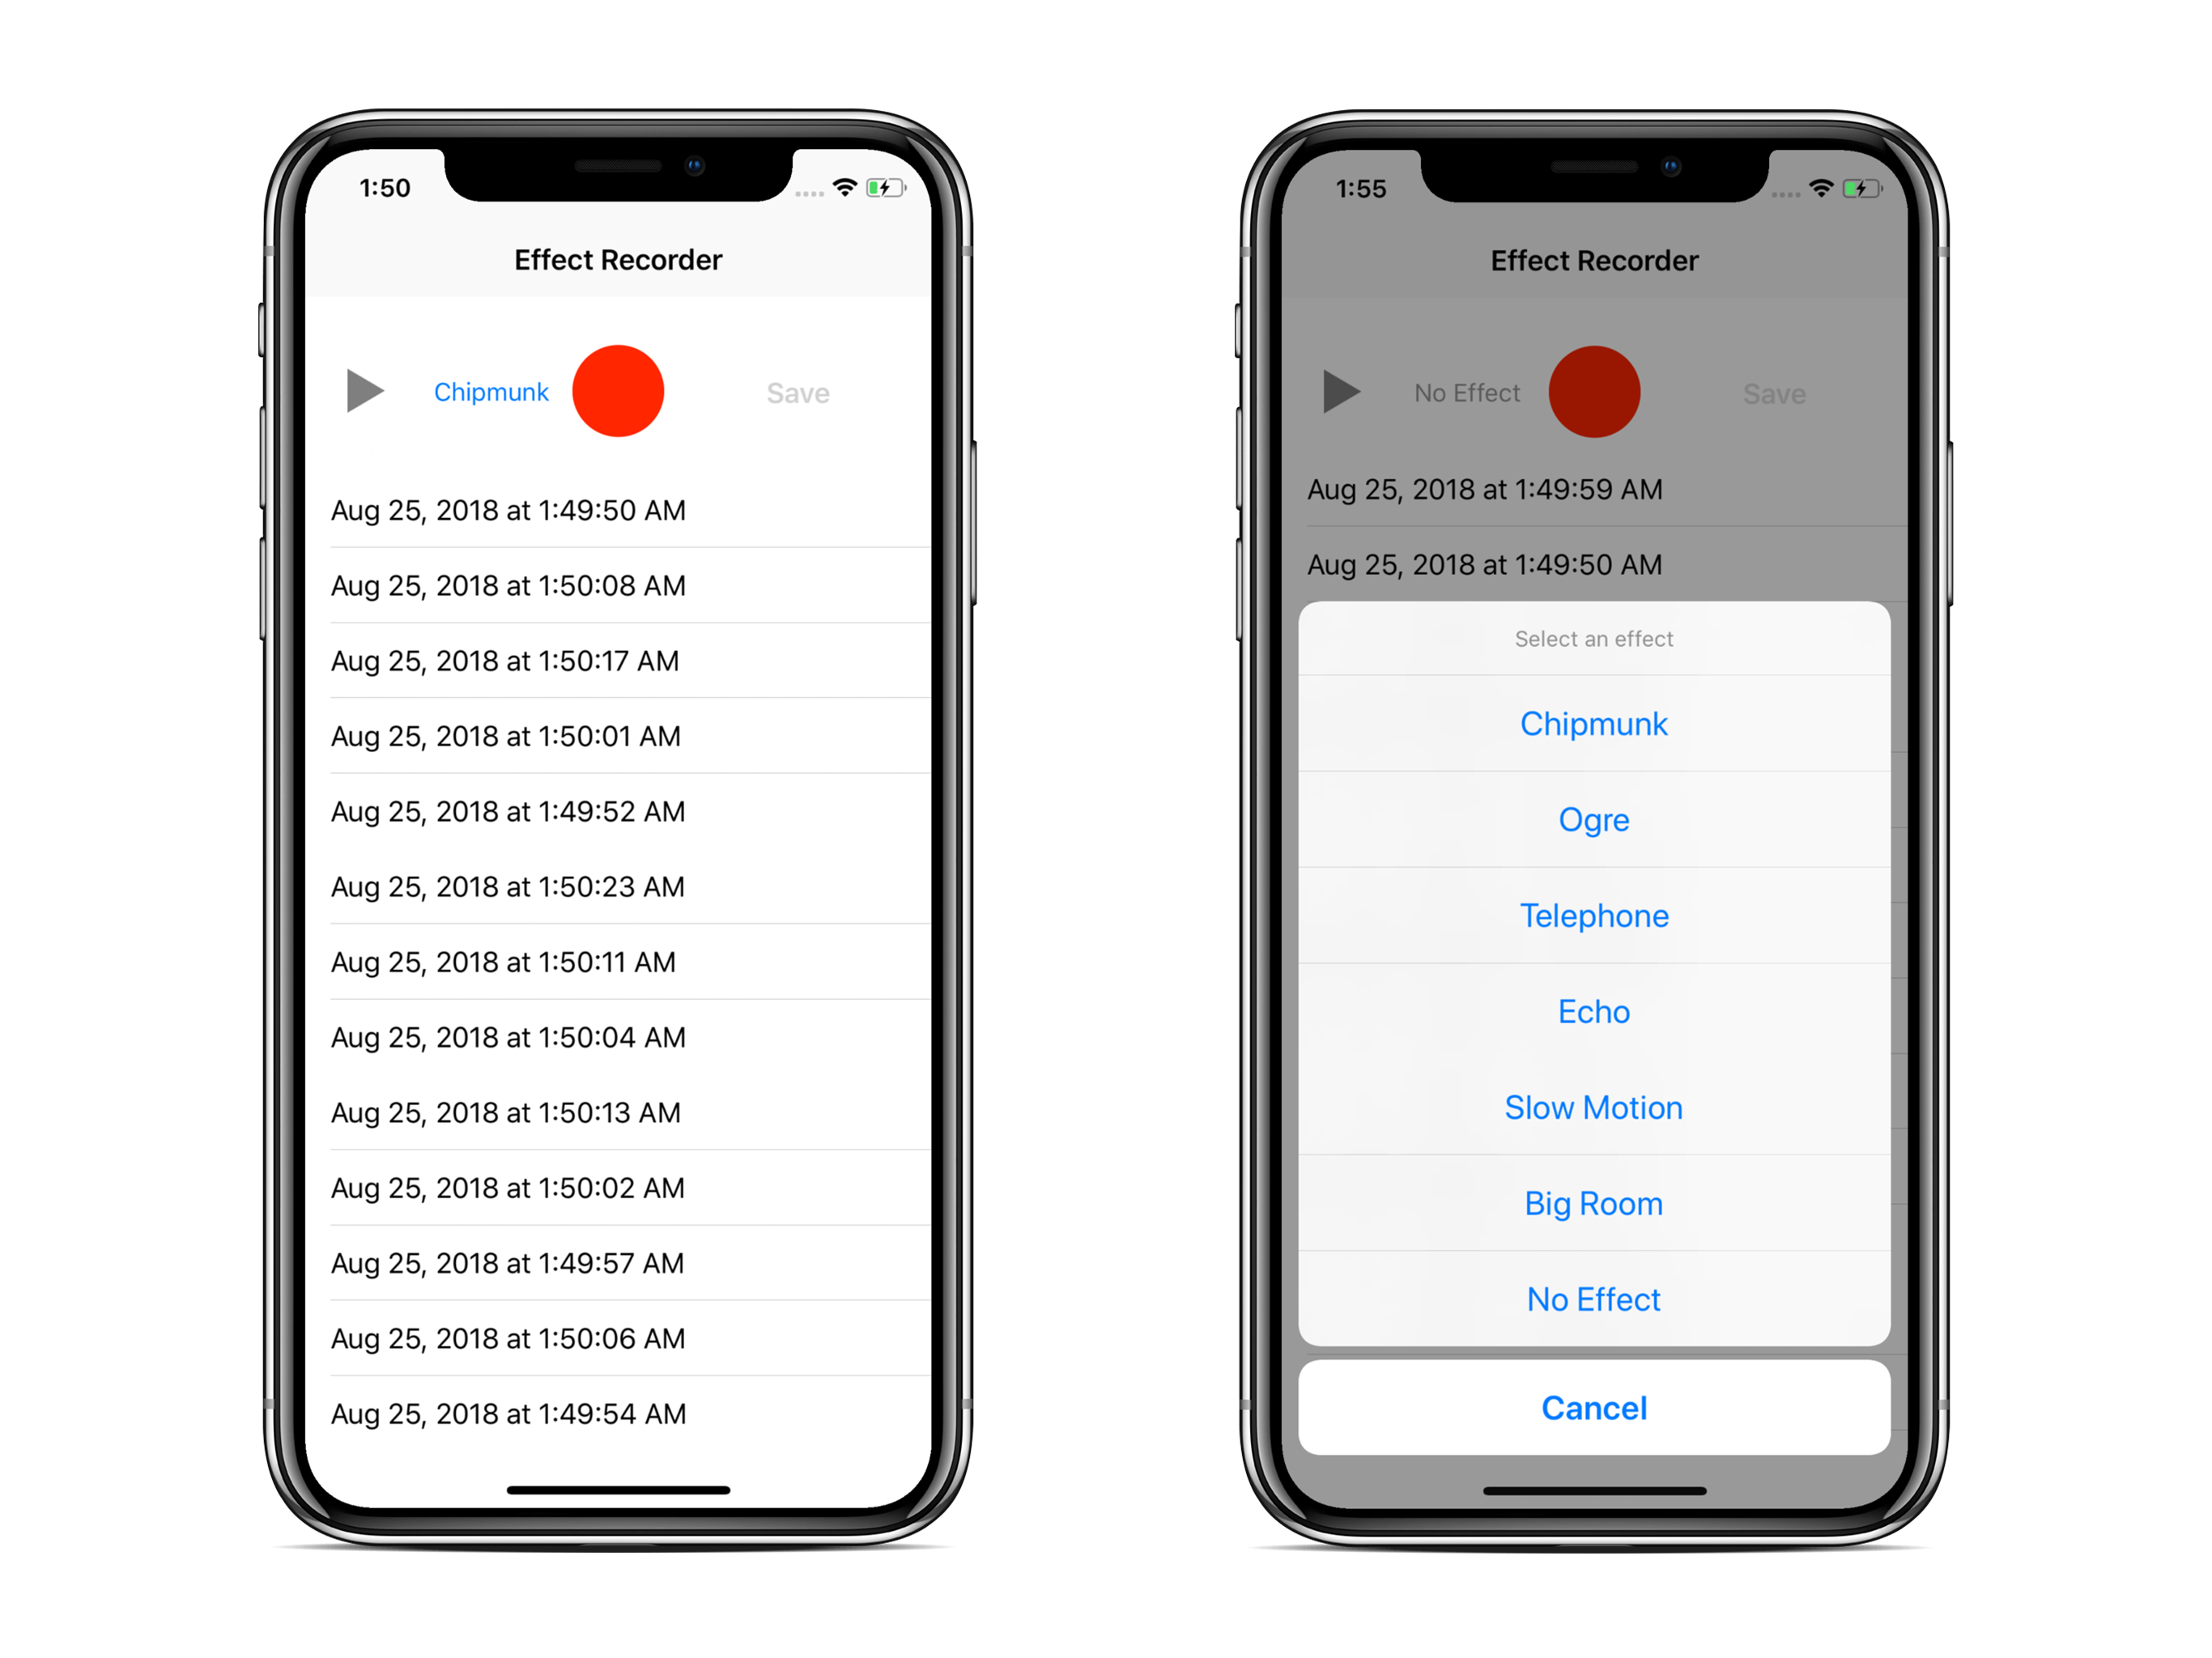 1:50
Effect Recorder
Chipmunk Save
Aug 25, 2018 at 1:49:50 AM
Aug 25, 2018 at 1:50:08 AM
Aug 25, 2018 at 1:50:17 AM
Aug 25, 2018 at 1:50:01 AM
Aug 25, 2018 at 1:49:52 AM
Aug 25, 2018 at 1:50:23 AM
Aug 25, 2018 at 1:50:11 AM
Aug 25, 2018 at 1:50:04 AM
Aug 25, 2018 at 1:50:13 AM
Aug 25, 2018 at 1:50:02 AM
Aug 25, 2018 at 1:49:57 AM
Aug 25, 2018 at 1:50:06 AM
Aug 25, 2018 at 1:49:54 AM
1:55
Effect Recorder
No Effect Save
Aug 25, 2018 at 1:49:59 AM
Aug 25, 2018 at 1:49:50 AM
Select an effect
Chipmunk
Ogre
Telephone
Echo
Slow Motion
Big Room
No Effect
Cancel